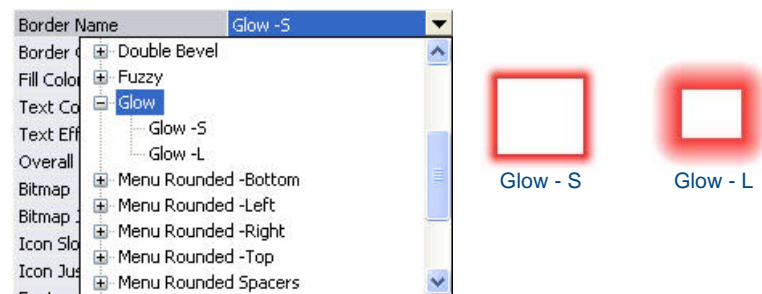 Border Name Glow -S
Border
Double Bevel
Fill Color
Fuzzy
Text Co
Glow
Text Eff
Glow -S
Overall
Glow -L
Bitmap
Menu Rounded -Bottom
Bitmap J
Menu Rounded -Left
Icon Slo
Menu Rounded -Right
Icon Jus
Menu Rounded -Top
Menu Rounded Spacers
Glow - S
Glow - L